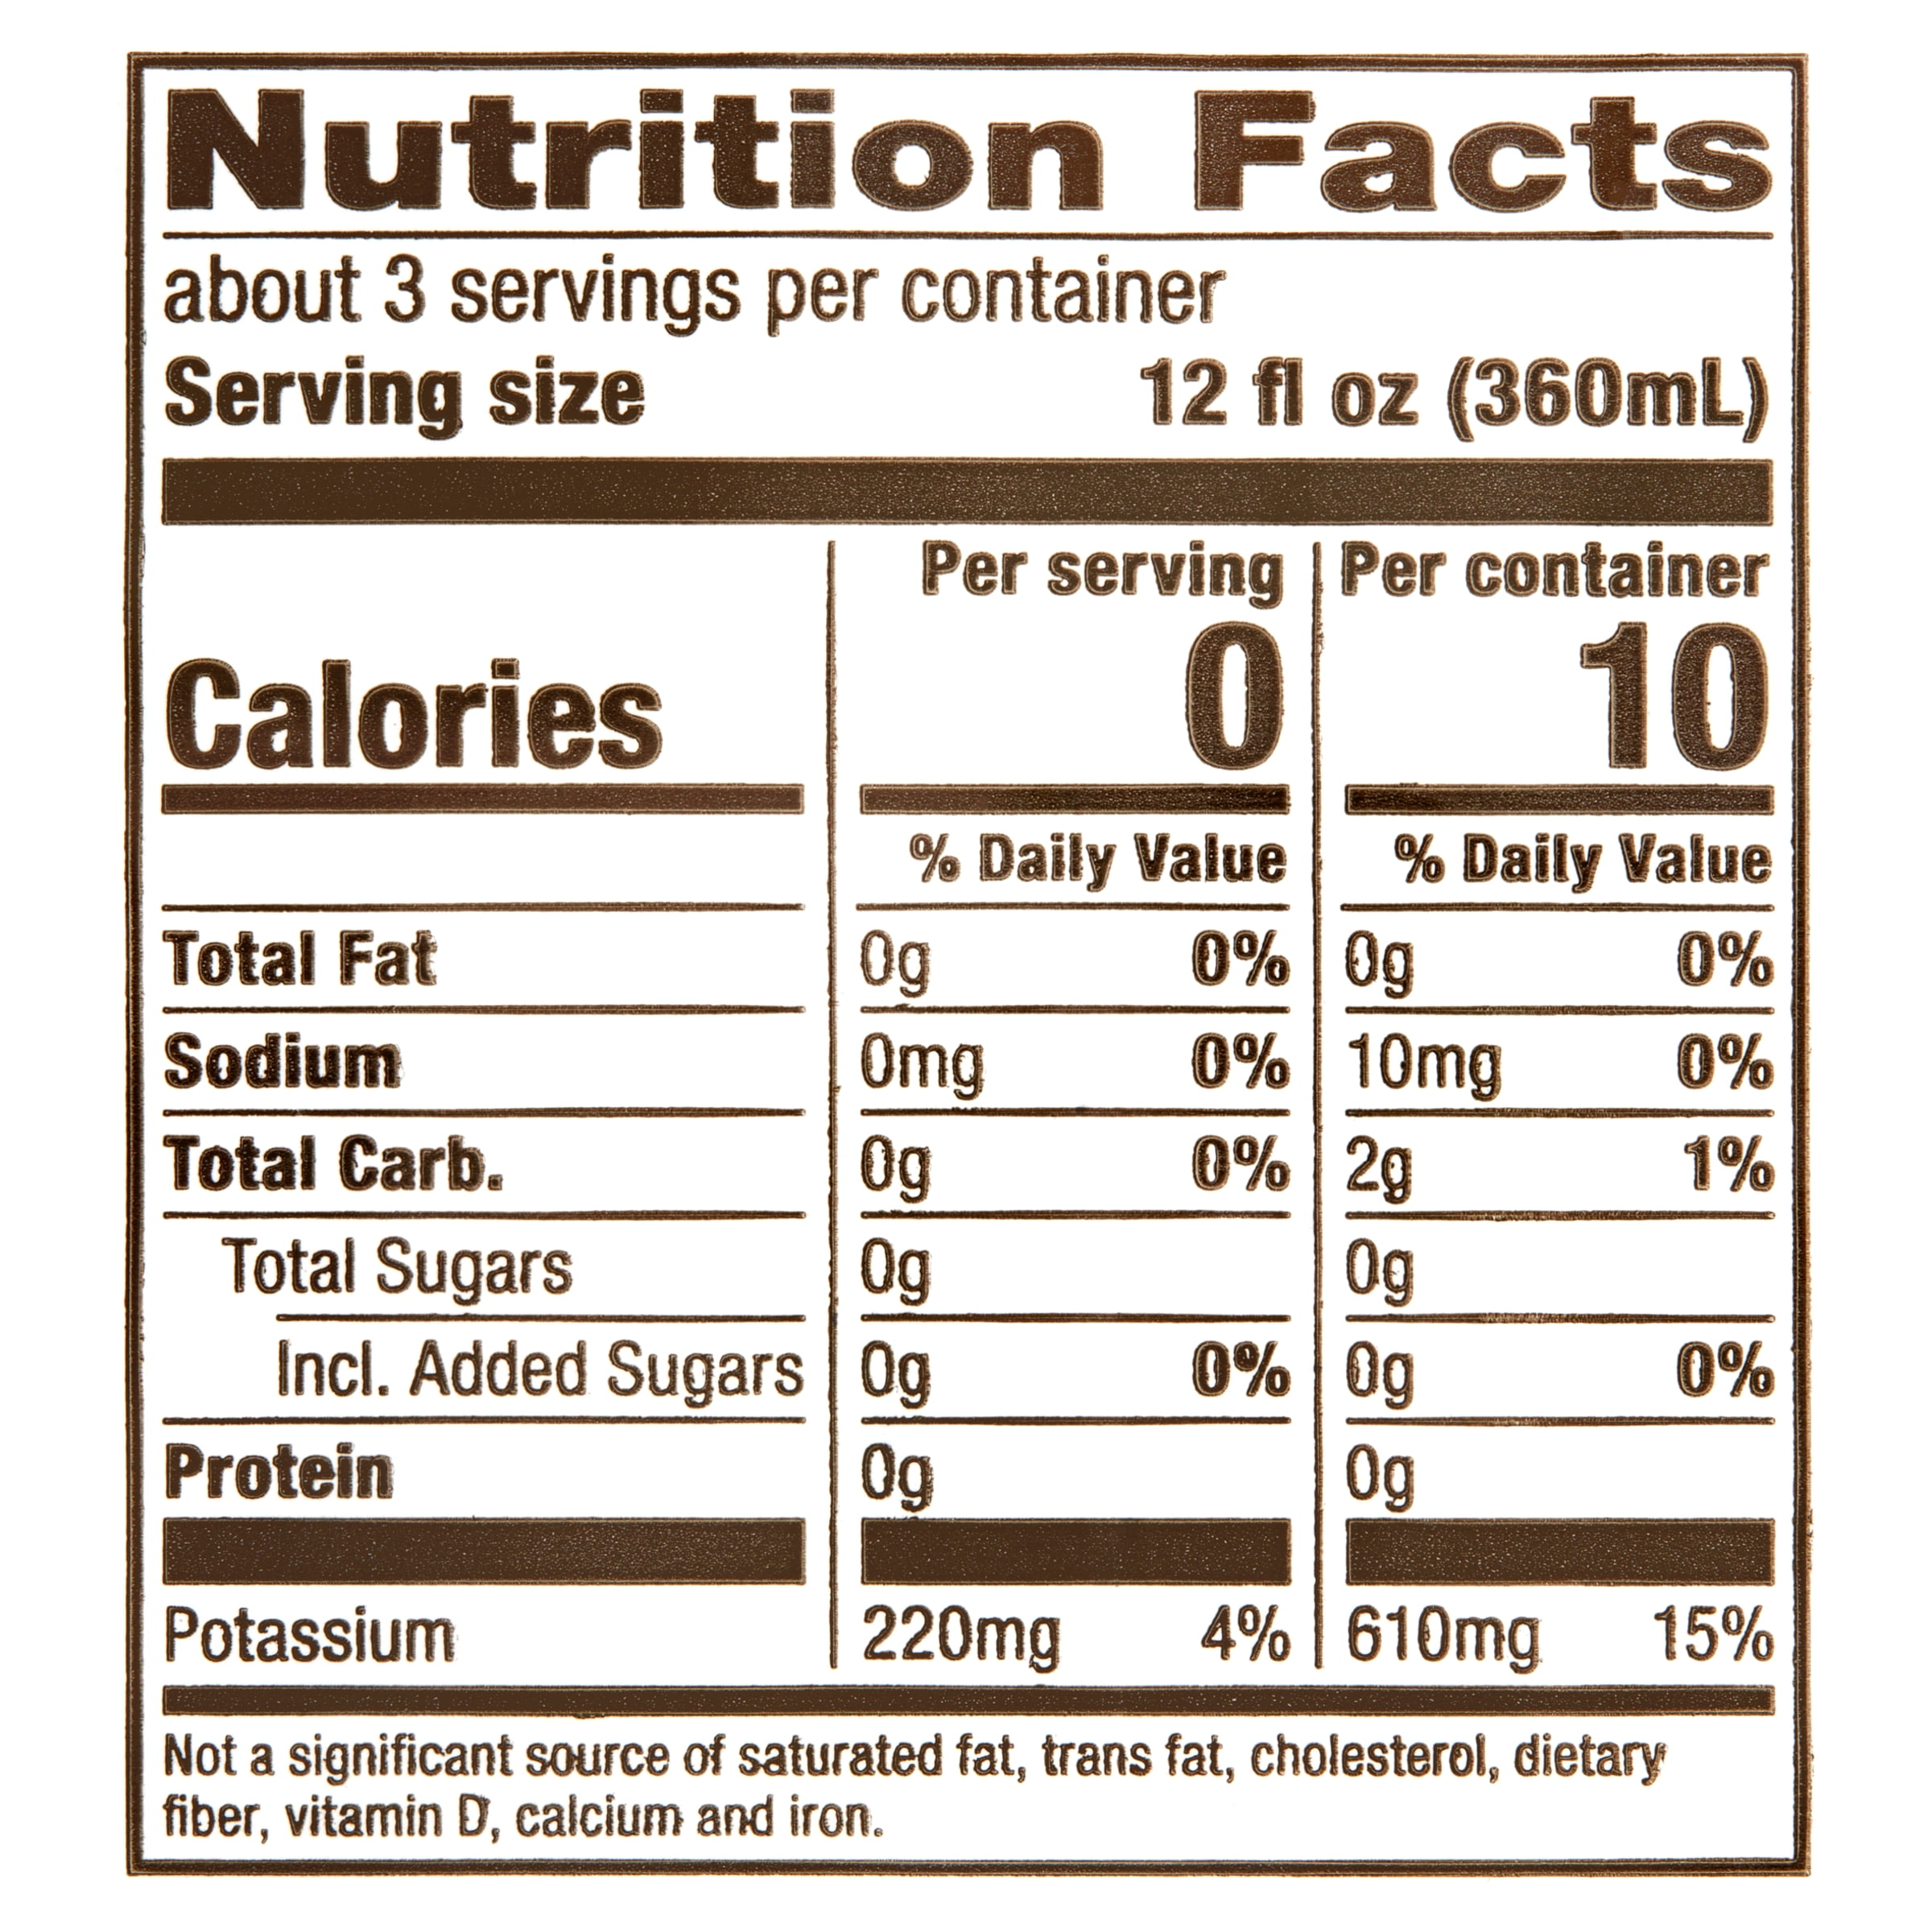 Nutrition Facts
about 3 servings per container
Serving size 12 fl oz (360mL)
Per serving Per container
Calories 0 10
% Daily Value % Daily Value
Total Fat 0g 0% 0g 0%
Sodium 0mg 0% 10mg 0%
Total Carb. 0g 0% 2g 1%
Total Sugars 0g 0g
Incl. Added Sugars 0g 0% 0g 0%
Protein 0g 0g
Potassium 220mg 4% 610mg 15%
Not a significant source of saturated fat, trans fat, cholesterol, dietary
fiber, vitamin D, calcium and iron.